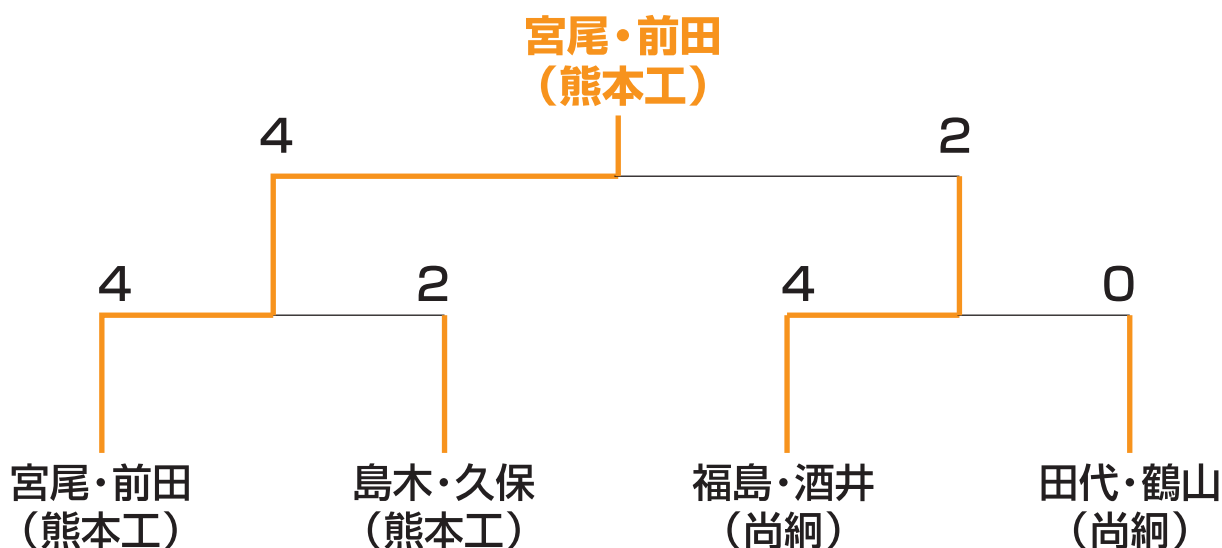 宮尾・前田
（熊本工）
4
2
4
2
4
0
宮尾・前田
（熊本工）
島木・久保
（熊本工）
福島・酒井
（尚絅）
田代・鶴山
（尚絅）